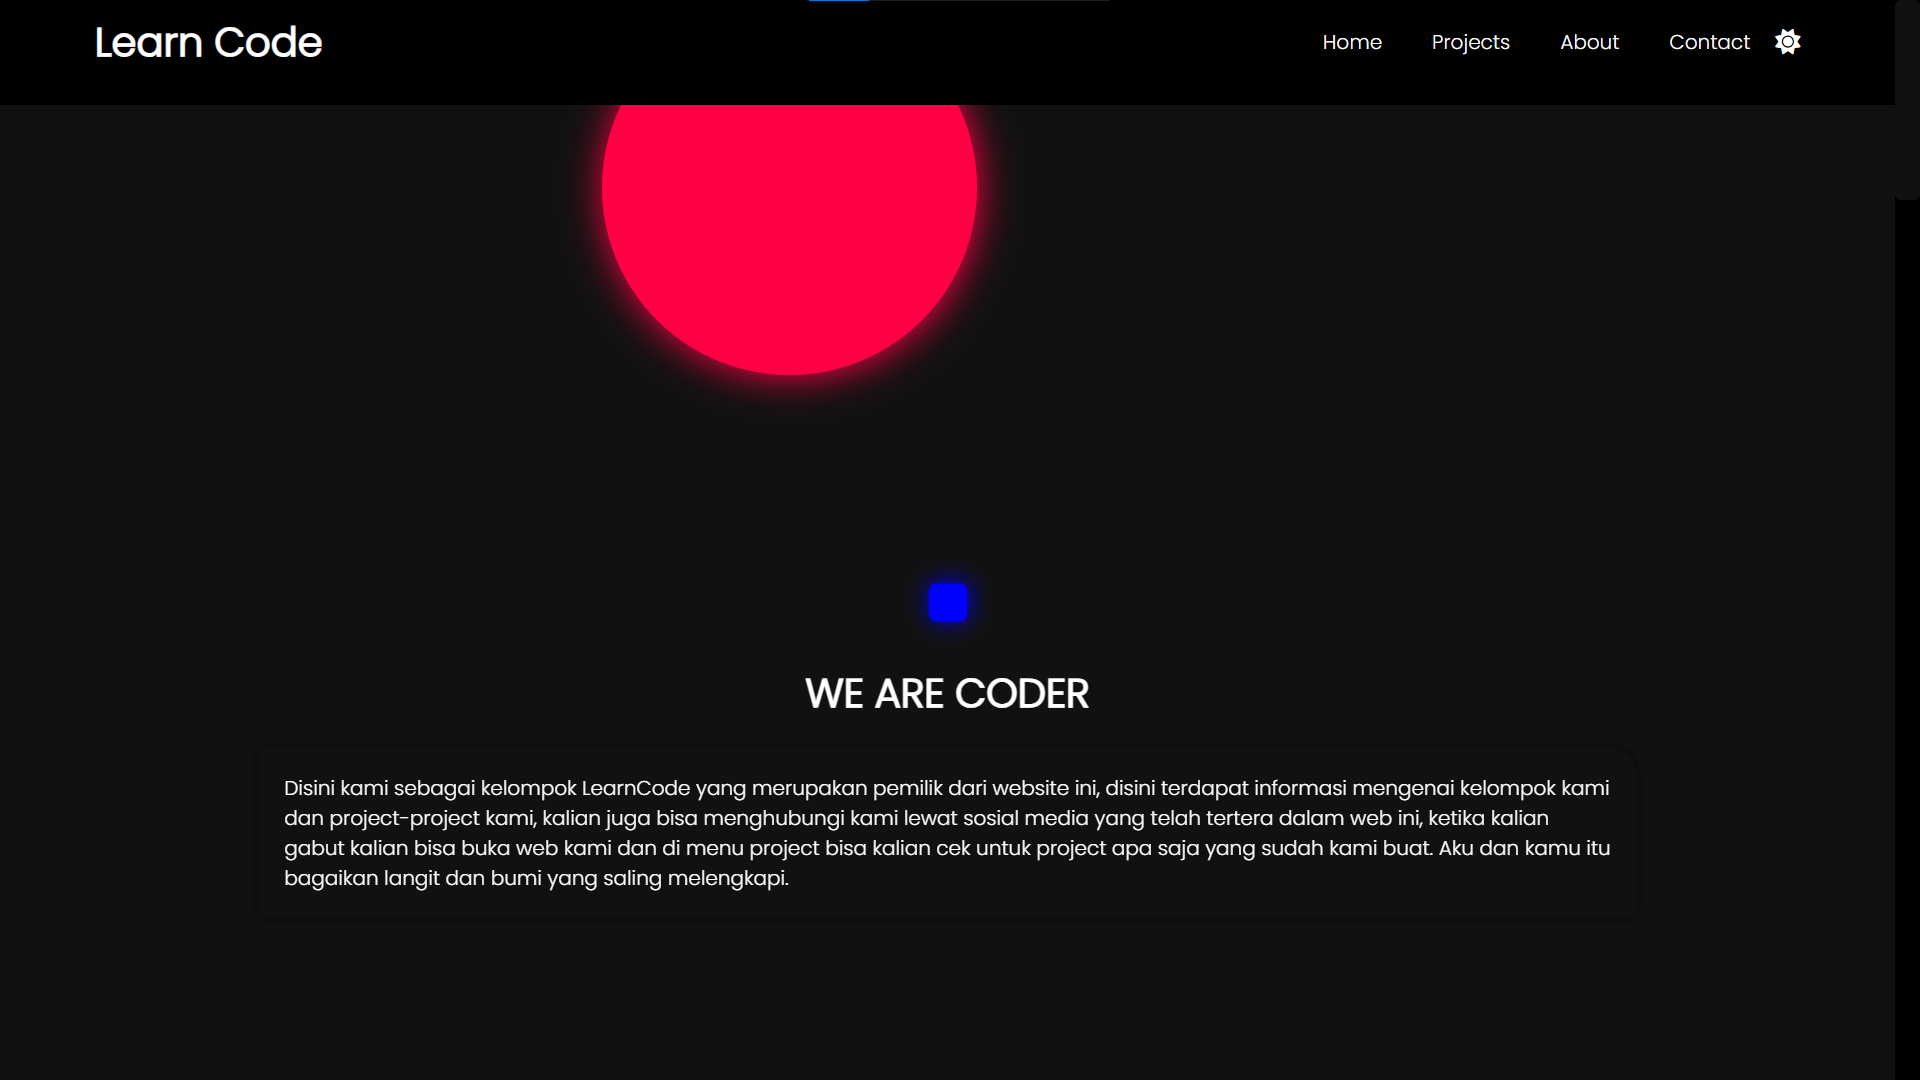 Learn Code
Home Projects About Contact
WE ARE CODER
Disini kami sebagai kelompok LearnCode yang merupakan pemilik dari website ini, disini terdapat informasi mengenai kelompok kami
dan project-project kami, kalian juga bisa menghubungi kami lewat sosial media yang telah tertera dalam web ini, ketika kalian
gabut kalian bisa buka web kami dan di menu project bisa kalian cek untuk project apa saja yang sudah kami buat. Aku dan kamu itu
bagaikan langit dan bumi yang saling melengkapi.